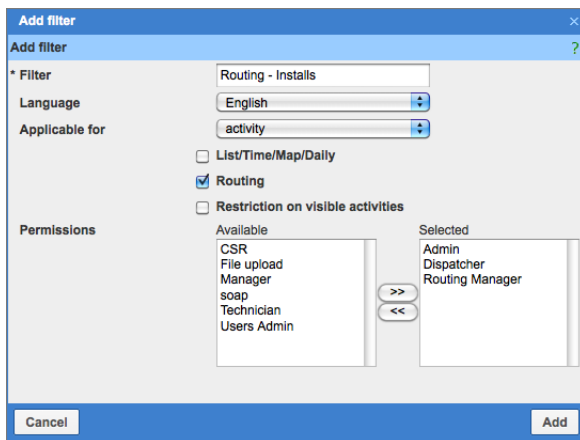 Add filter ×
Add filter ?
* Filter Routing - Installs
Language English
Applicable for activity
List/Time/Map/Daily
Routing
Restriction on visible activities
Permissions Available Selected
CSR Admin
File upload Dispatcher
Manager Routing Manager
soap >>
Technician <<
Users Admin
Cancel Add